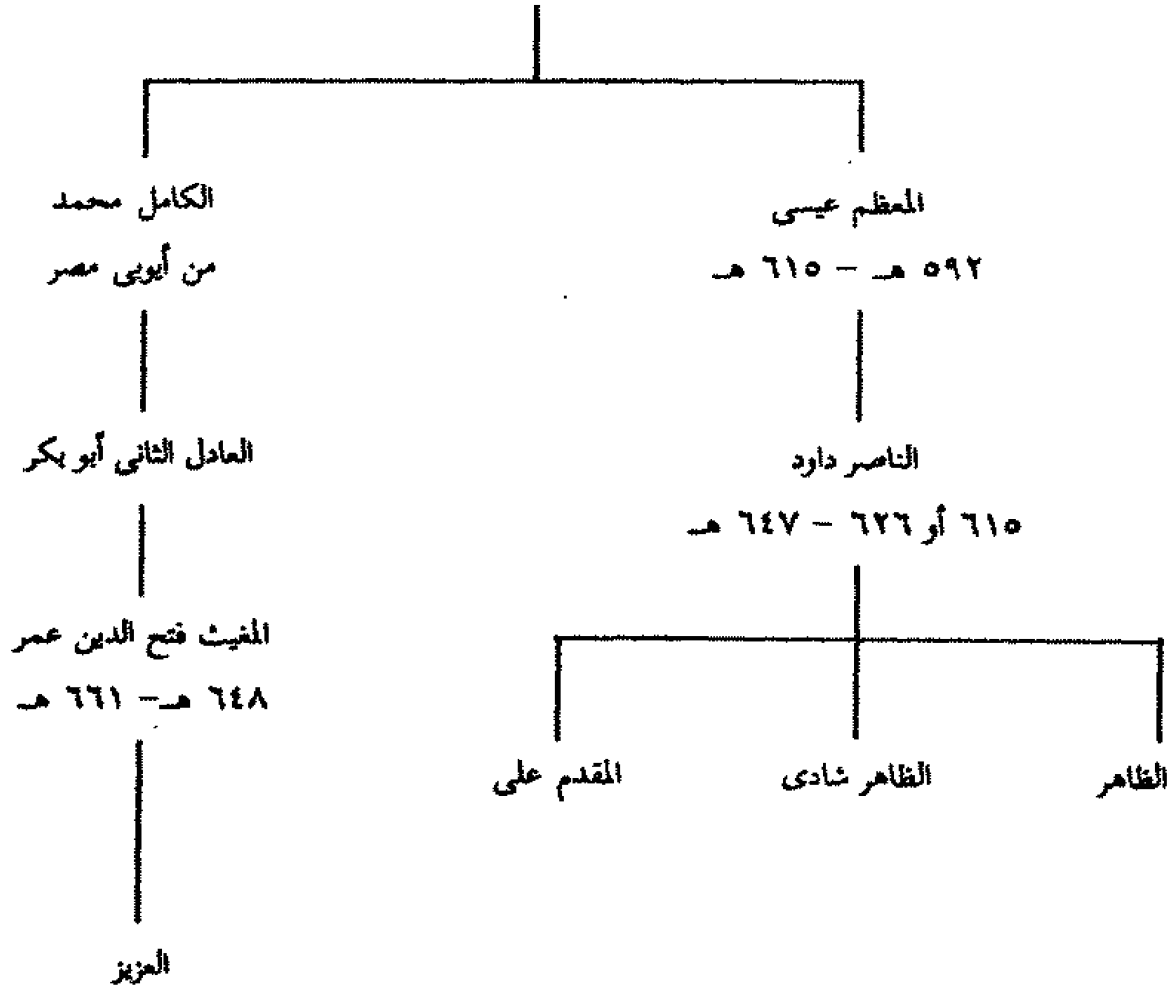 المعظم عيسى
٥٩٢ هـ – ٦١٥ هـ
الكامل محمد
من أيوبى مصر
الناصر داود
٦١٥ أو ٦٢٦ – ٦٤٧ هـ
العادل الثانى أبو بكر
المغيث فتح الدين عمر
٦٤٨ هـ – ٦٦١ هـ
الظاهر
الظاهر شادى
المقدم على
العزيز